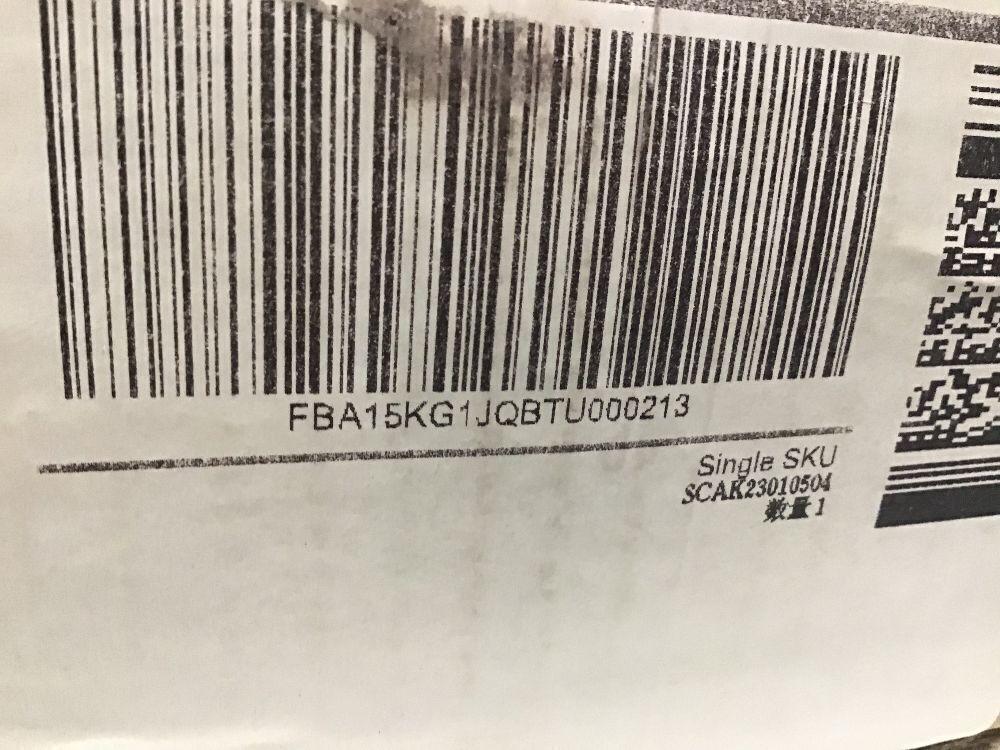 FBA15KG1JQBTU000213
Single SKU
SCAK23010504
数量 1